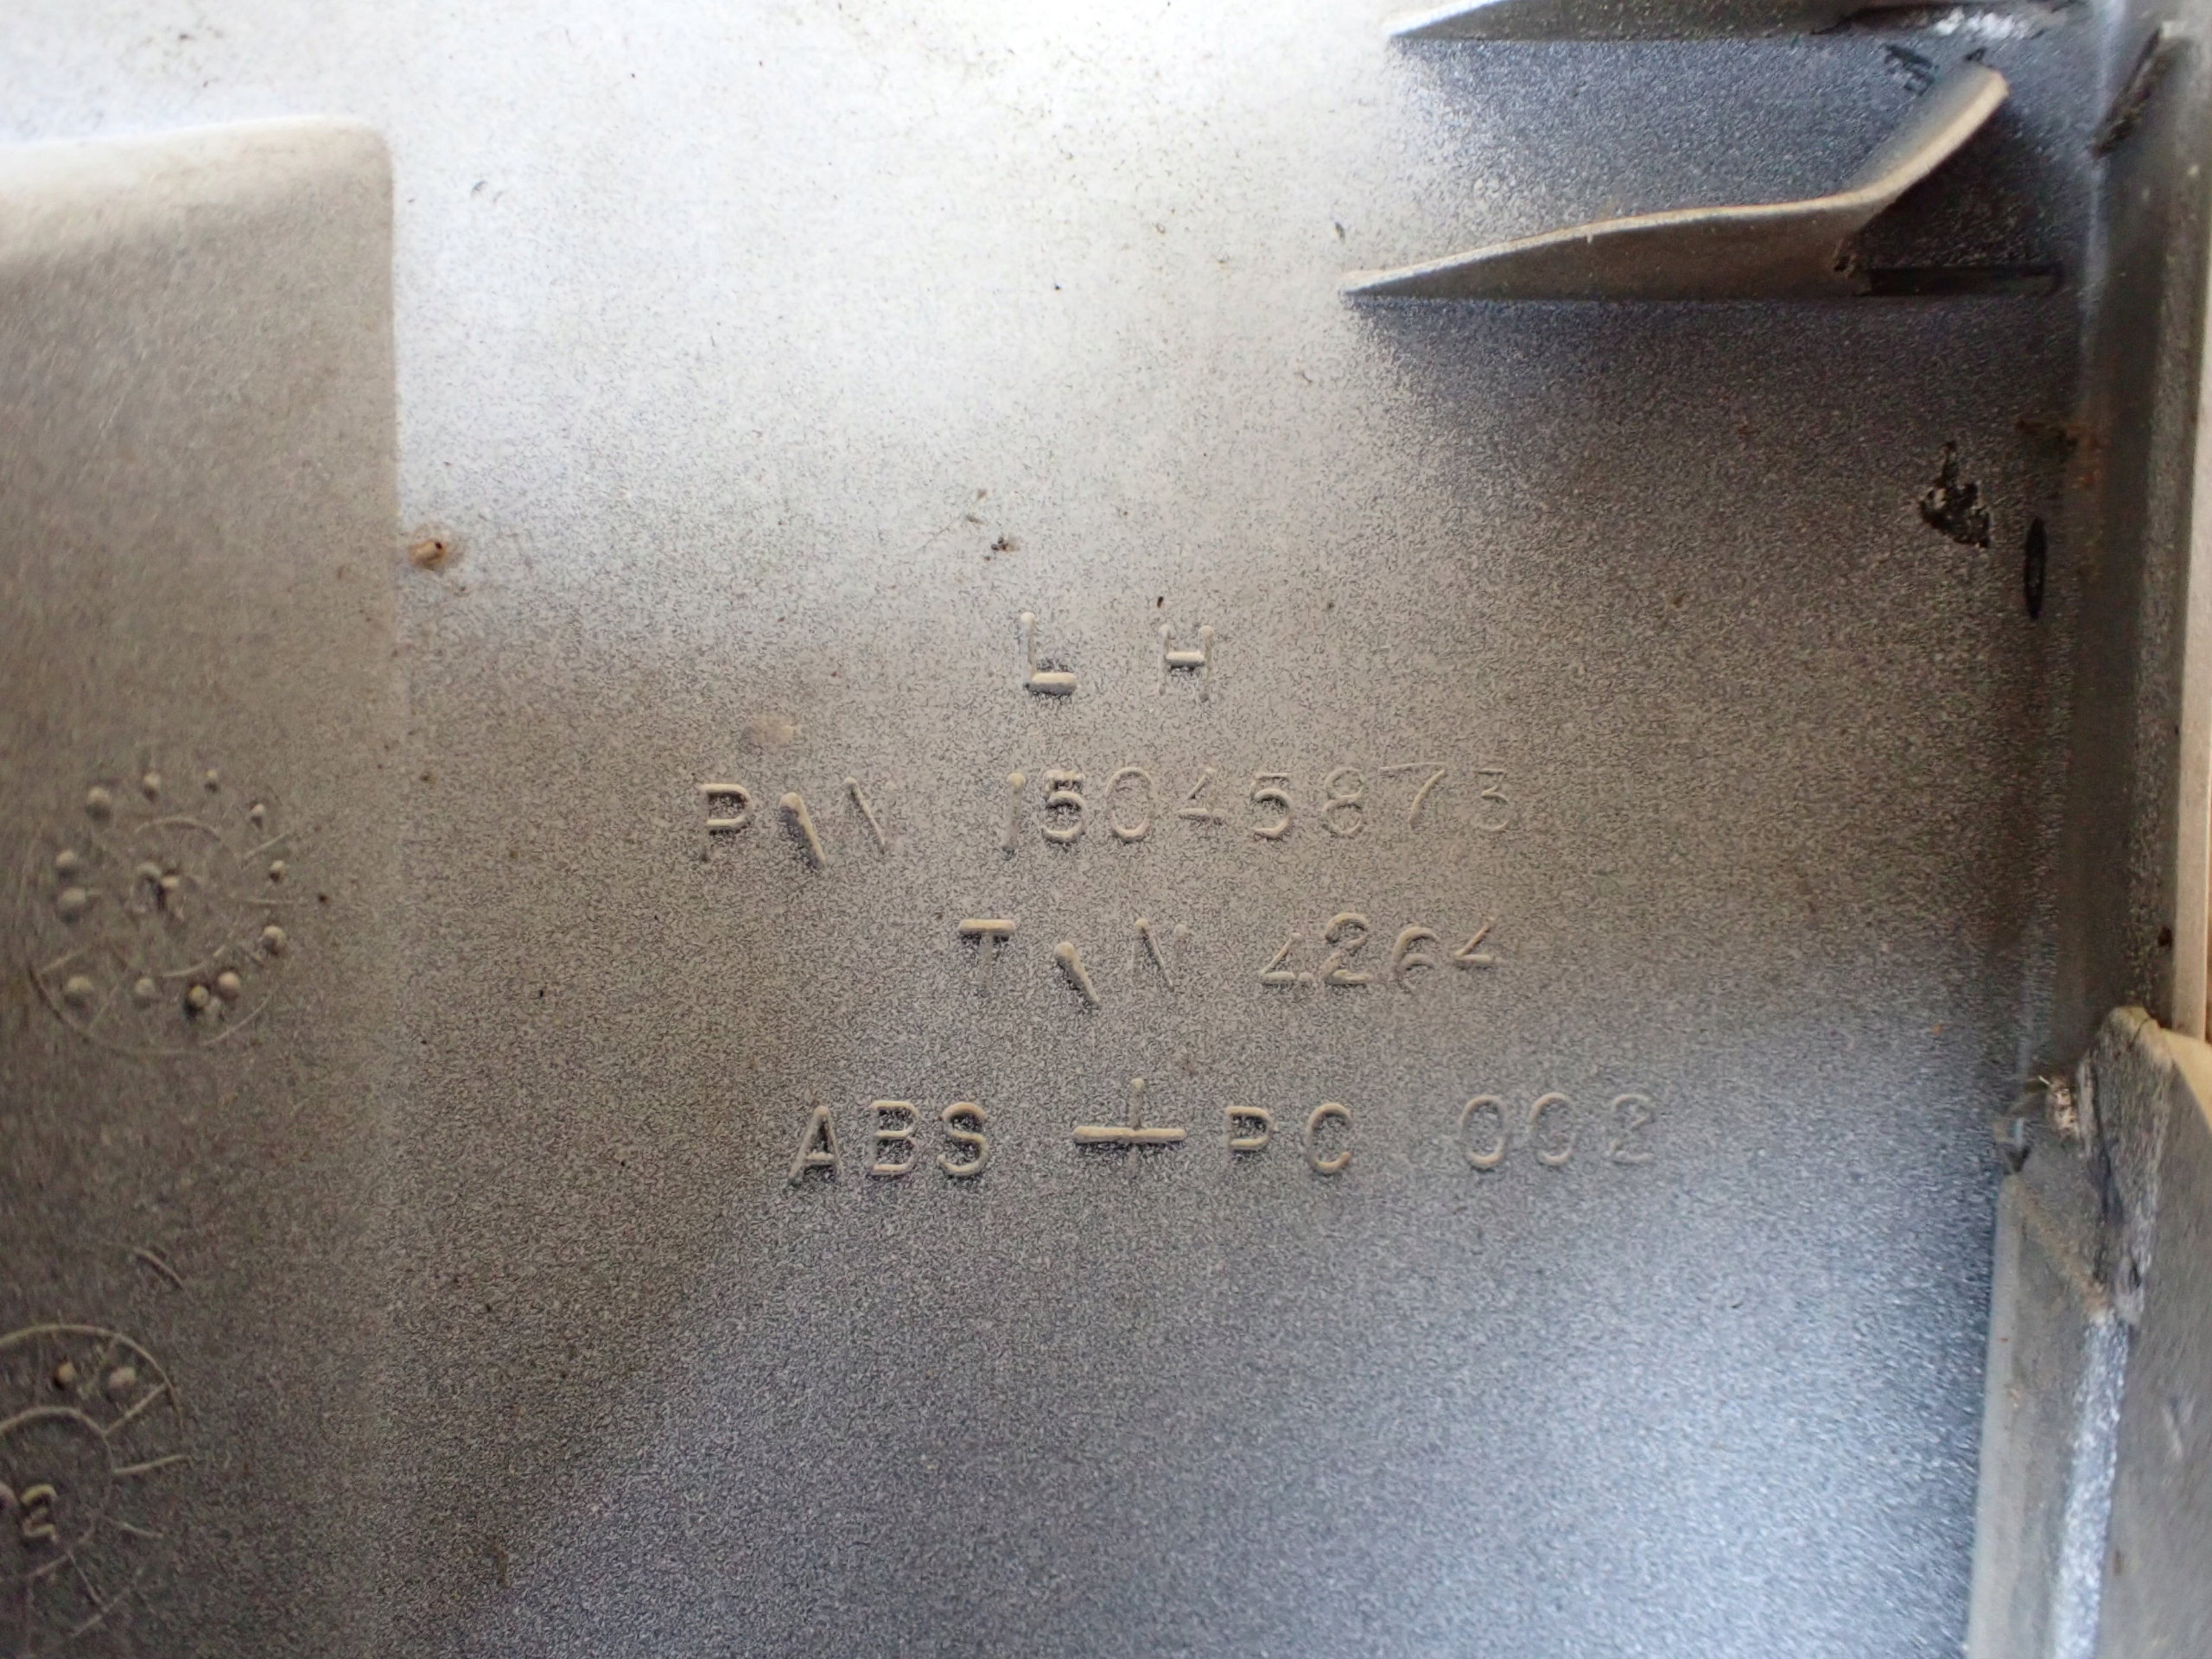 L H
P\N 15045873
T\N 4264
ABS + PC 002